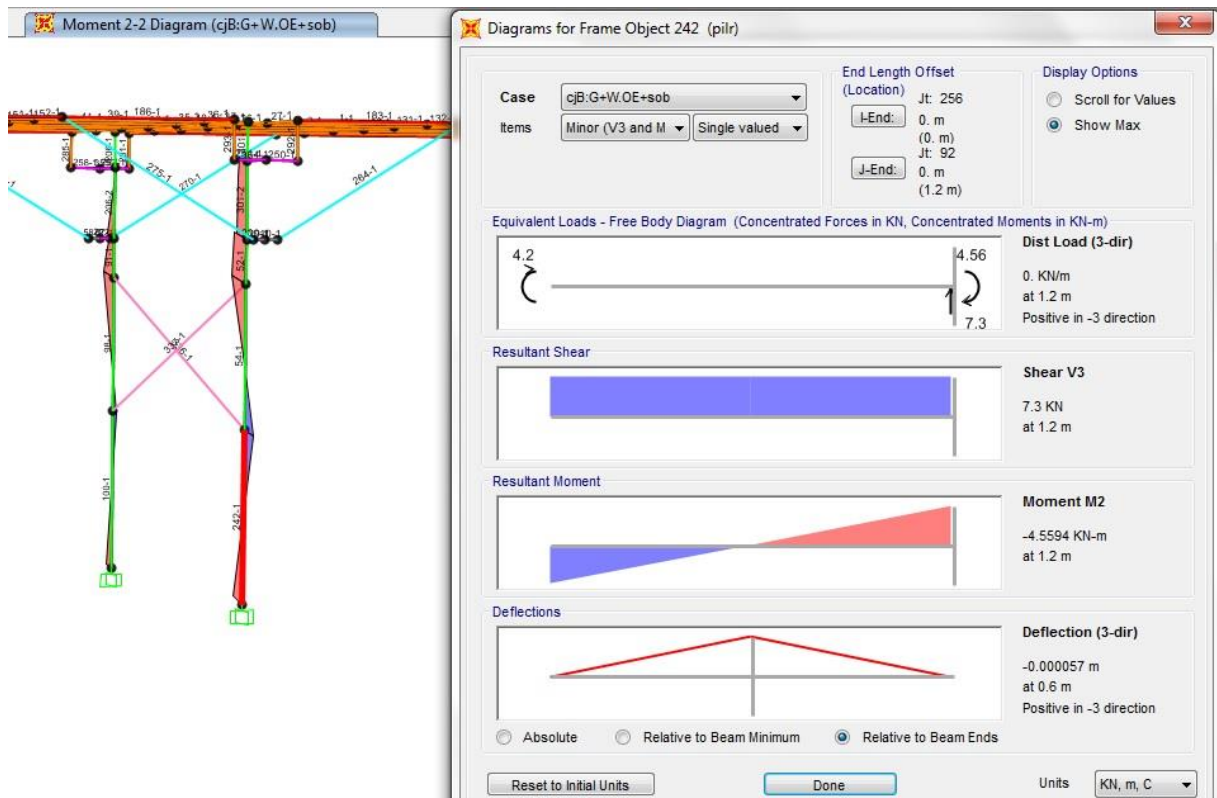 Moment 2-2 Diagram (cjB:G+W.OE+sob)
186-1
27-1
183-1
285-1
275-1
270-1
264-1
301-2
91-1
52-1
98-1
54-1
100-1
242-1
Diagrams for Frame Object 242 (pilr)
Case
cjB:G+W.OE+sob
Items
Minor (V3 and M
Single valued
End Length Offset
(Location)
I-End:
Jt: 256
0. m
(0. m)
J-End:
Jt: 92
0. m
(1.2 m)
Display Options
Scroll for Values
Show Max
Equivalent Loads - Free Body Diagram (Concentrated Forces in KN, Concentrated Moments in KN-m)
4.2
4.56
7.3
Dist Load (3-dir)
0. KN/m
at 1.2 m
Positive in -3 direction
Resultant Shear
Shear V3
7.3 KN
at 1.2 m
Resultant Moment
Moment M2
-4.5594 KN-m
at 1.2 m
Deflections
Deflection (3-dir)
-0.000057 m
at 0.6 m
Positive in -3 direction
Absolute
Relative to Beam Minimum
Relative to Beam Ends
Reset to Initial Units
Done
Units
KN, m, C